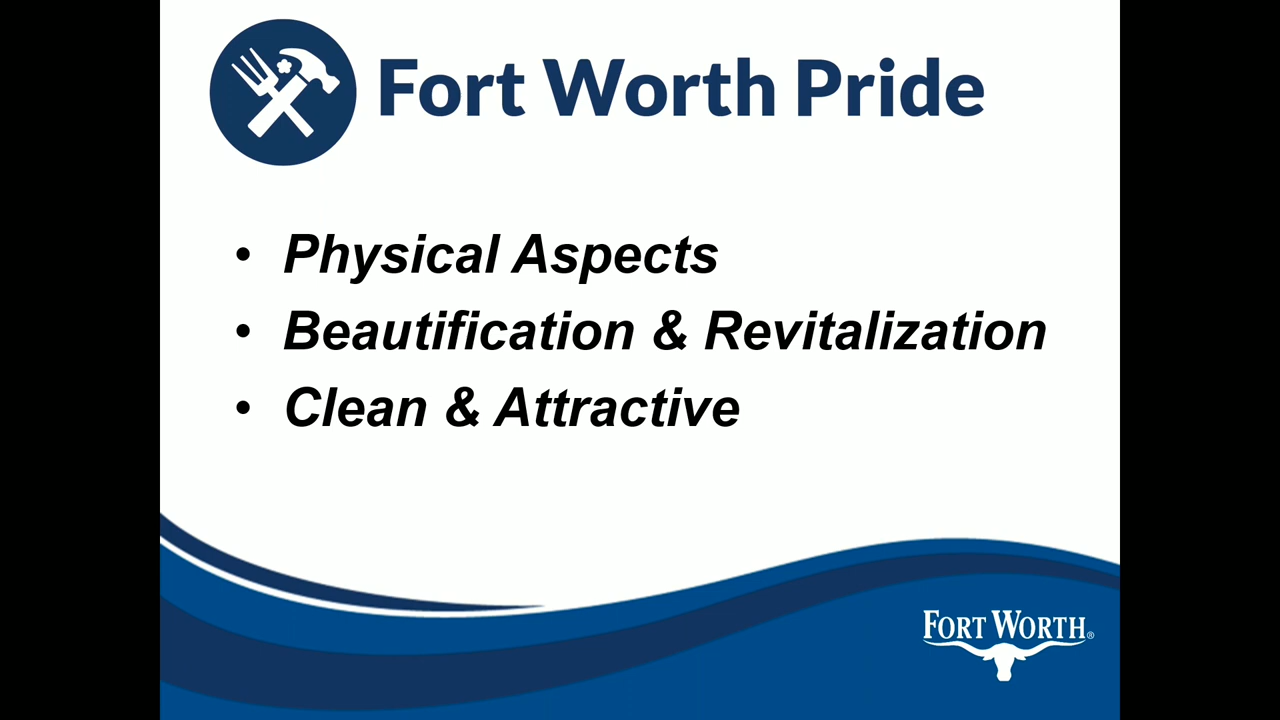 Fort Worth Pride
• Physical Aspects
• Beautification & Revitalization
• Clean & Attractive
FORT WORTH®